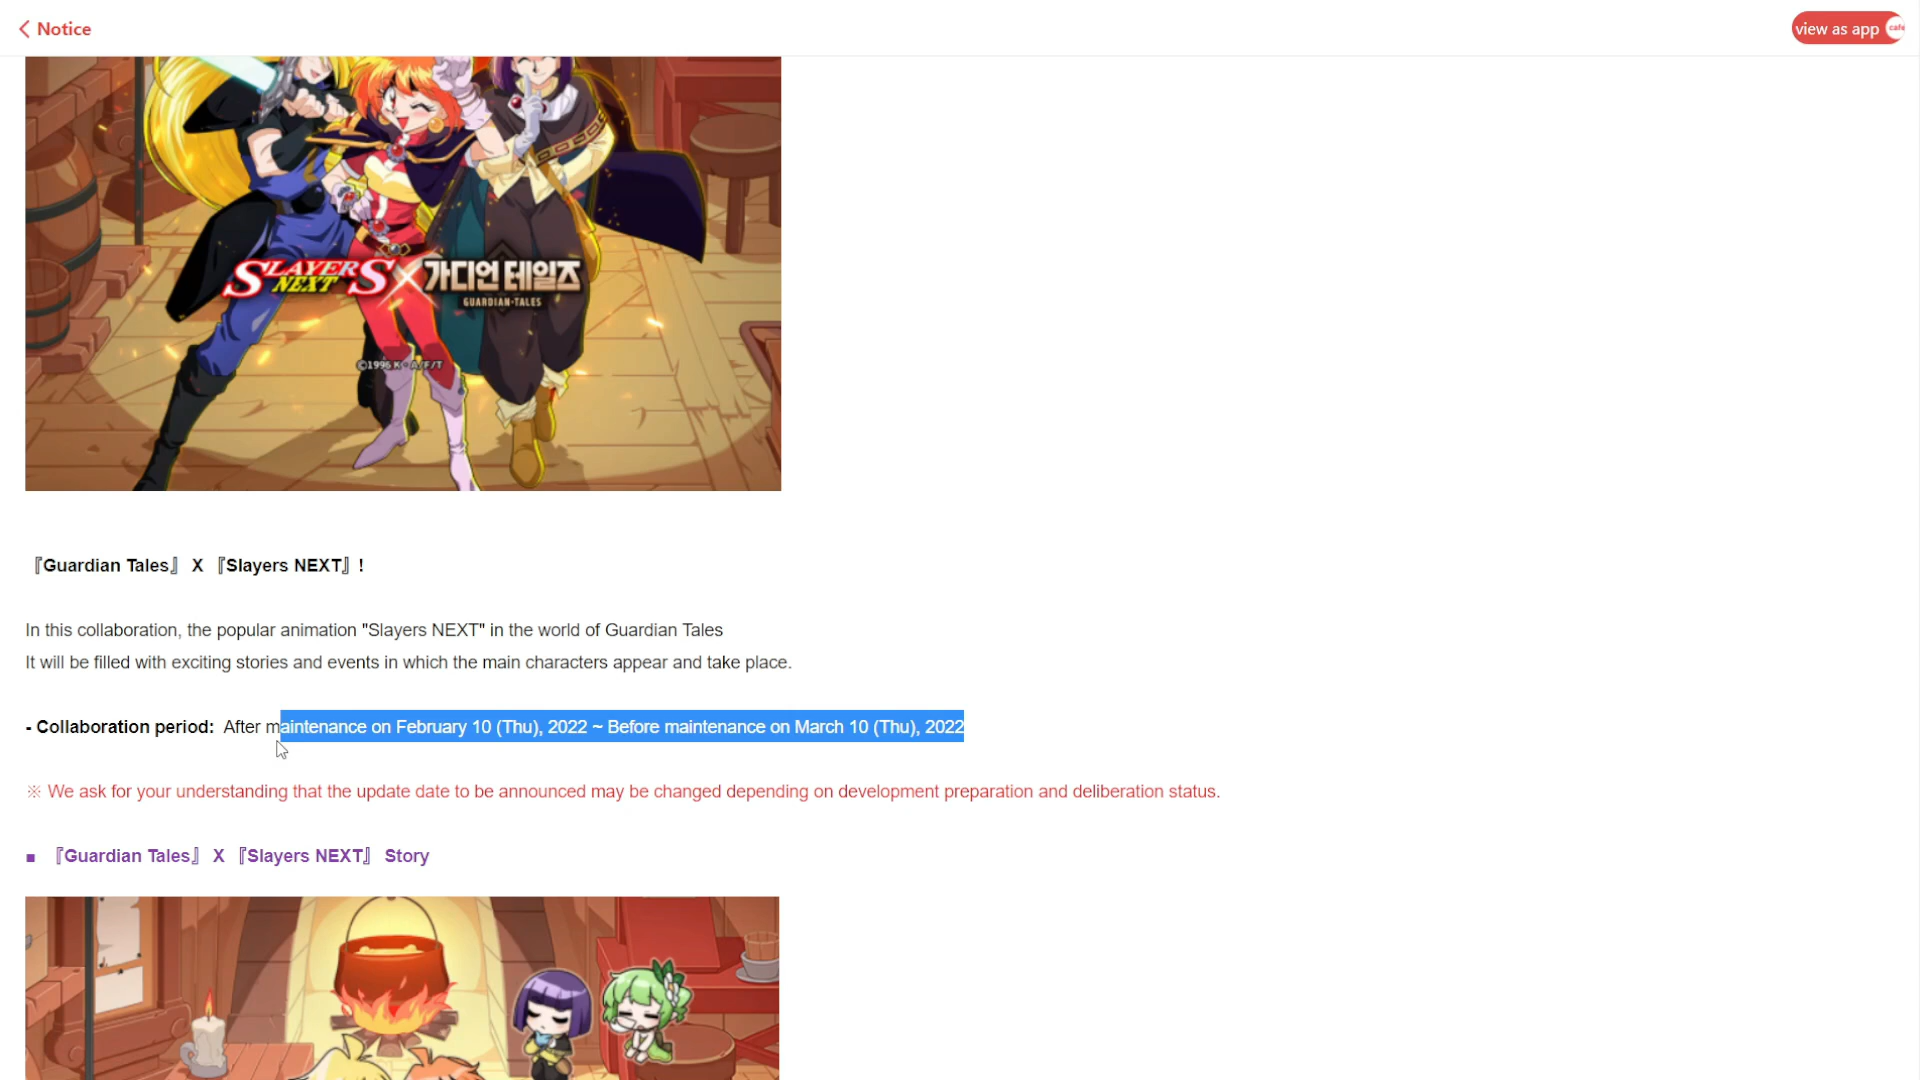 Notice
view as app
cafe
SLAYERS NEXT X 가디언 테일즈
GUARDIAN·TALES
『Guardian Tales』 X 『Slayers NEXT』 !
In this collaboration, the popular animation "Slayers NEXT" in the world of Guardian Tales
It will be filled with exciting stories and events in which the main characters appear and take place.
- Collaboration period: After maintenance on February 10 (Thu), 2022 ~ Before maintenance on March 10 (Thu), 2022
※ We ask for your understanding that the update date to be announced may be changed depending on development preparation and deliberation status.
■ 『Guardian Tales』 X 『Slayers NEXT』 Story